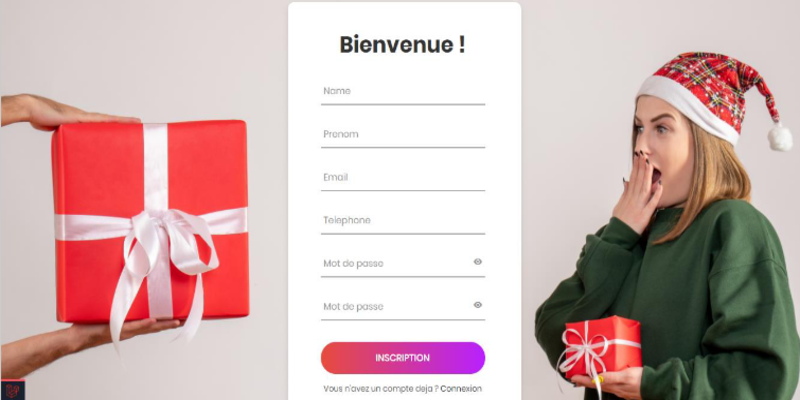 Bienvenue !
Name
Prenom
Email
Telephone
Mot de passe
Mot de passe
INSCRIPTION
Vous n'avez un compte deja ? Connexion